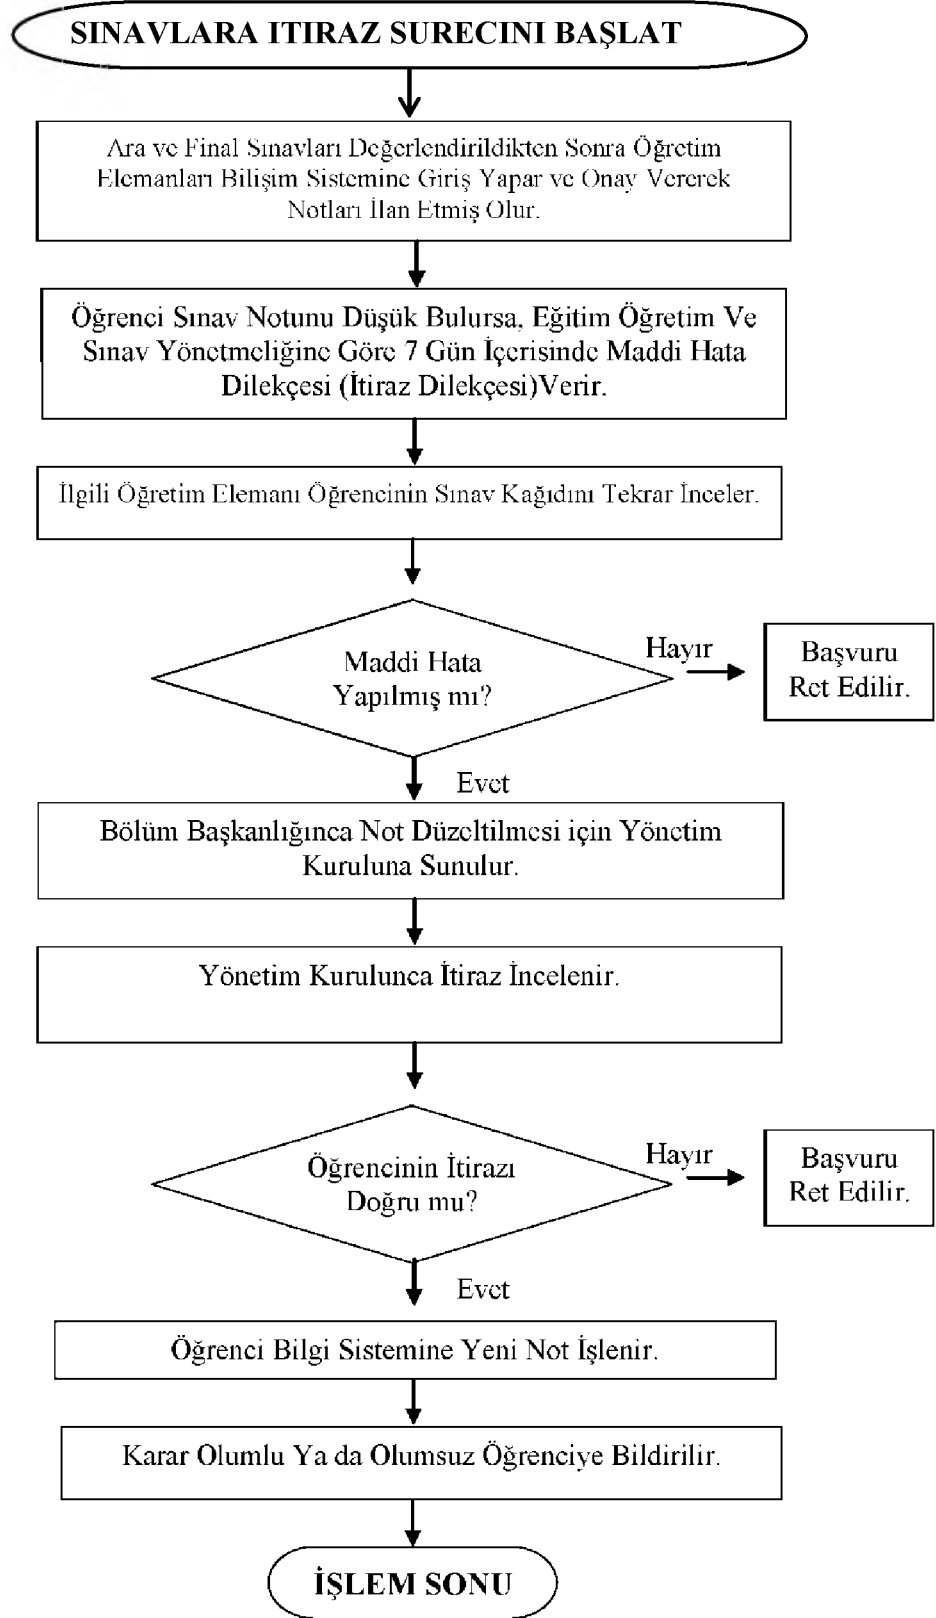 SINAVLARA ITIRAZ SURECINI BAŞLAT
Ara ve Final Sınavları Değerlendirildikten Sonra Öğretim
Elemanları Bilişim Sistemine Giriş Yapar ve Onay Vererek
Notları İlan Etmiş Olur.
Öğrenci Sınav Notunu Düşük Bulursa, Eğitim Öğretim Ve
Sınav Yönetmeliğine Göre 7 Gün İçerisinde Maddi Hata
Dilekçesi (İtiraz Dilekçesi)Verir.
İlgili Öğretim Elemanı Öğrencinin Sınav Kağıdını Tekrar İnceler.
Maddi Hata
Yapılmış mı?
Hayır
Başvuru
Ret Edilir.
Evet
Bölüm Başkanlığınca Not Düzeltilmesi için Yönetim
Kuruluna Sunulur.
Yönetim Kurulunca İtiraz İncelenir.
Öğrencinin İtirazı
Doğru mu?
Hayır
Başvuru
Ret Edilir.
Evet
Öğrenci Bilgi Sistemine Yeni Not İşlenir.
Karar Olumlu Ya da Olumsuz Öğrenciye Bildirilir.
İŞLEM SONU